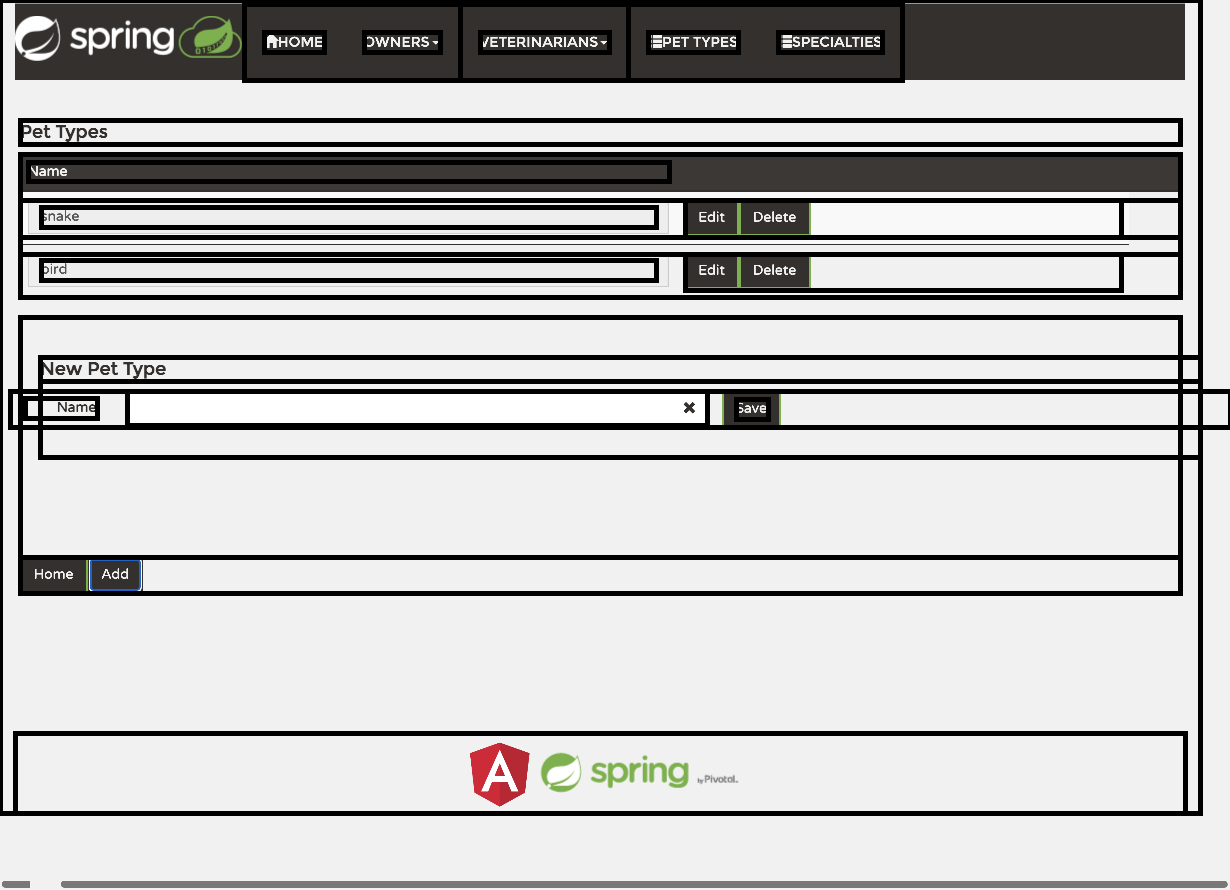 spring
HOME OWNERS VETERINARIANS PET TYPES SPECIALTIES
Pet Types
Name
snake Edit Delete
bird Edit Delete
New Pet Type
Name Save
Home Add
spring by Pivotal.